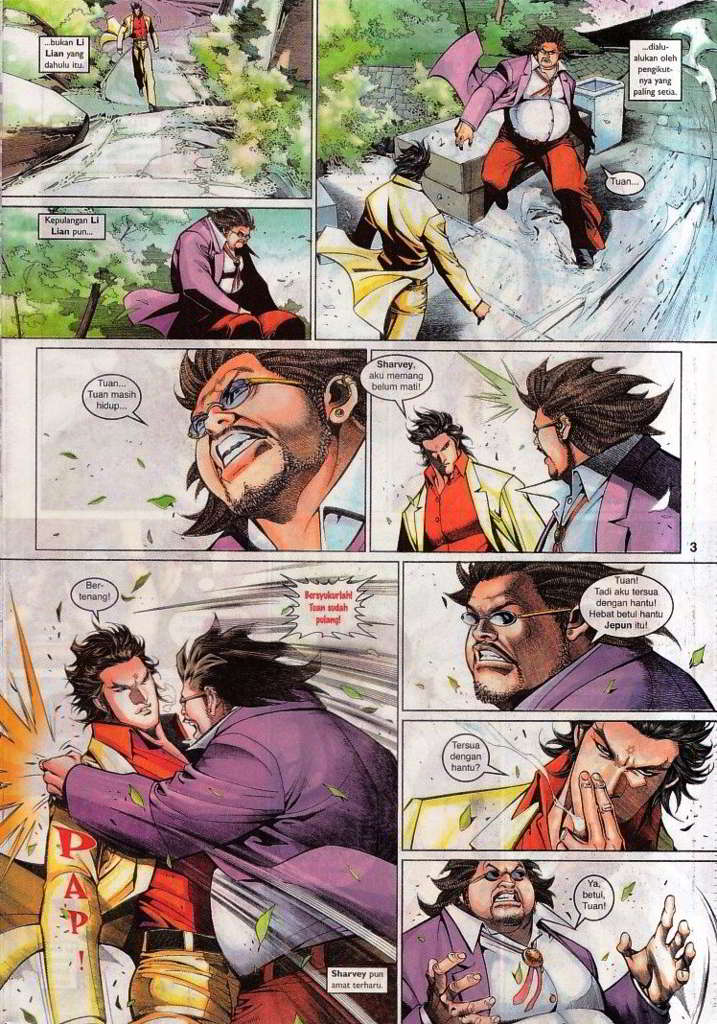 ...bukan Li
Lian yang
dahulu itu.
...dialu-
alukan oleh
pengikut-
nya yang
paling setia.
Tuan...
Kepulangan Li
Lian pun...
Tuan...
Tuan masih
hidup...
Sharvey,
aku memang
belum mati!
3
Ber-
tenang!
Bersyukurlah!
Tuan sudah
pulang!
PAP!
Sharvey pun
amat terharu.
Tuan!
Tadi aku tersua
dengan hantu!
Hebat betul hantu
Jepun itu!
Tersua
dengan
hantu?
Ya,
betul,
Tuan!